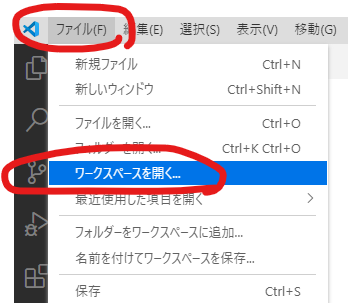 ファイル(F) 編集(E) 選択(S) 表示(V) 移動(G)
新規ファイル Ctrl+N
新しいウィンドウ Ctrl+Shift+N
ファイルを開く... Ctrl+O
フォルダーを開く... Ctrl+K Ctrl+O
ワークスペースを開く...
最近使用した項目を開く
フォルダーをワークスペースに追加...
名前を付けてワークスペースを保存...
保存 Ctrl+S